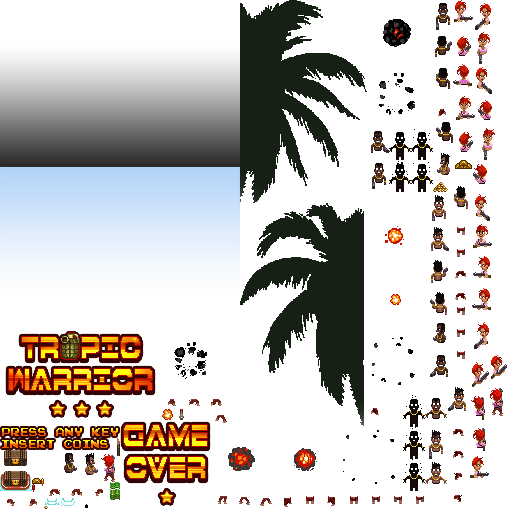 TROPIC
WARRIOR
PRESS ANY KEY
INSERT COINS
GAME
OVER